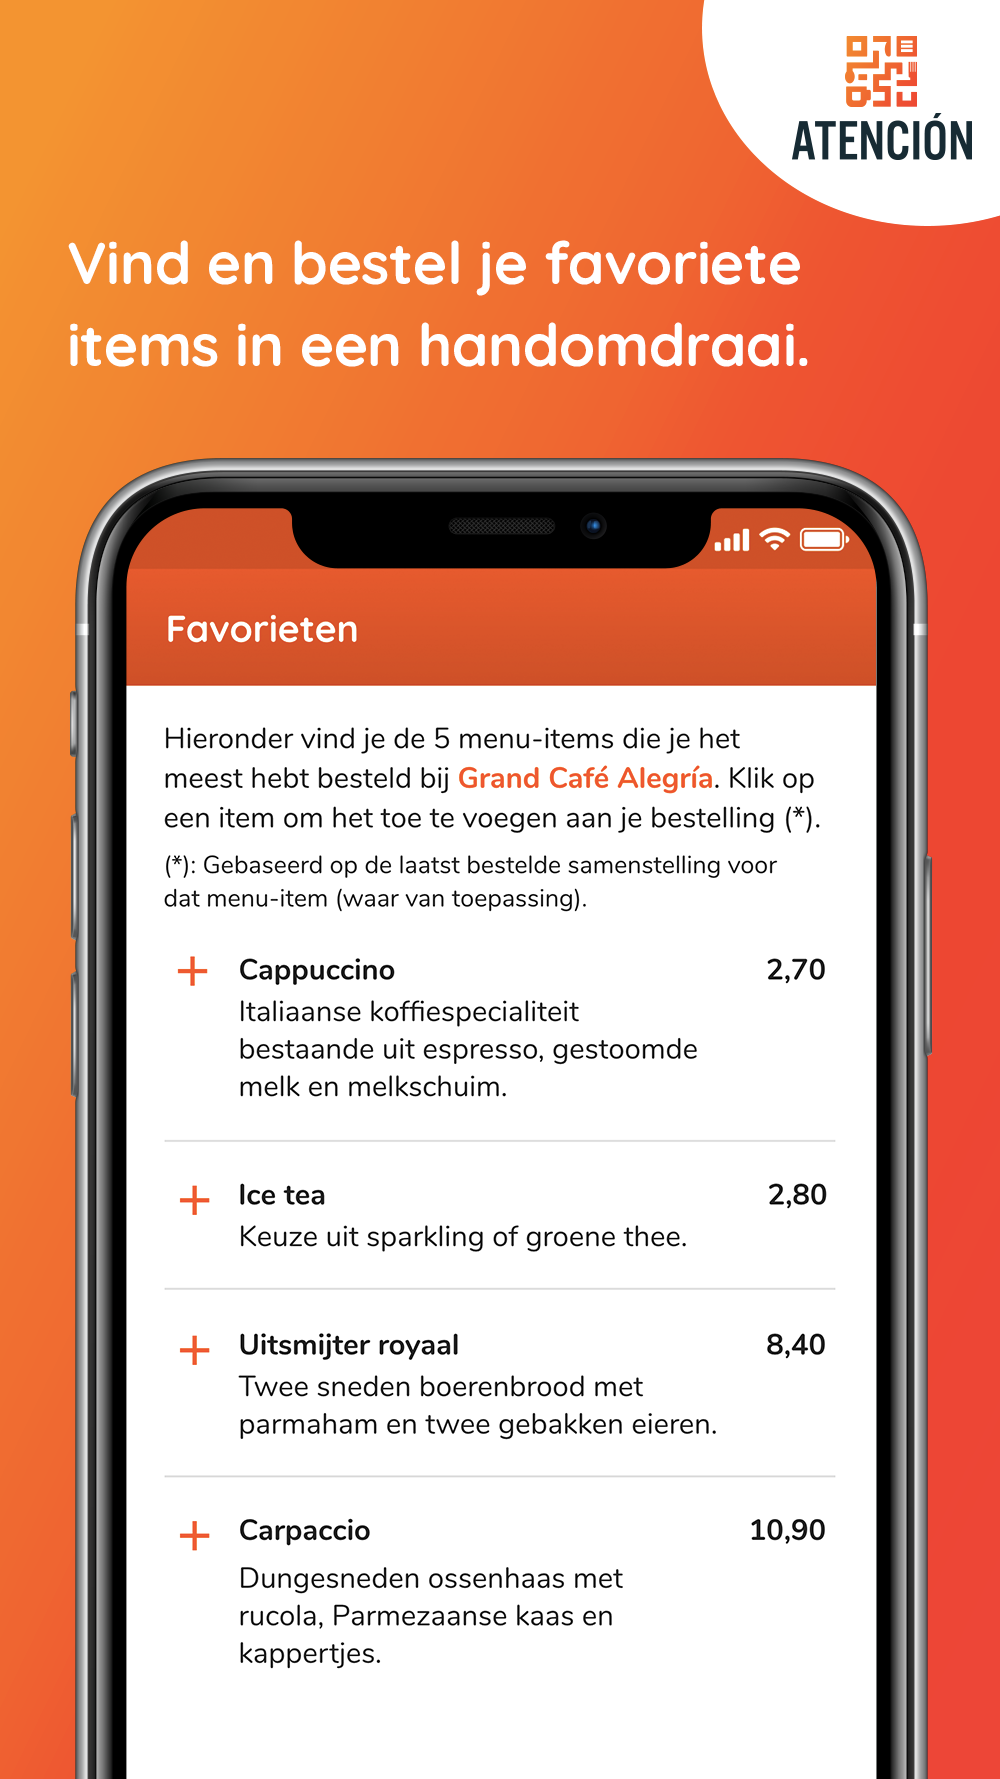 ATENCIÓN
Vind en bestel je favoriete
items in een handomdraai.
Favorieten
Hieronder vind je de 5 menu-items die je het
meest hebt besteld bij Grand Café Alegría. Klik op
een item om het toe te voegen aan je bestelling (*).
(*): Gebaseerd op de laatst bestelde samenstelling voor
dat menu-item (waar van toepassing).
Cappuccino 2,70
Italiaanse koffiespecialiteit
bestaande uit espresso, gestoomde
melk en melkschuim.
Ice tea 2,80
Keuze uit sparkling of groene thee.
Uitsmijter royaal 8,40
Twee sneden boerenbrood met
parmaham en twee gebakken eieren.
Carpaccio 10,90
Dungesneden ossenhaas met
rucola, Parmezaanse kaas en
kappertjes.